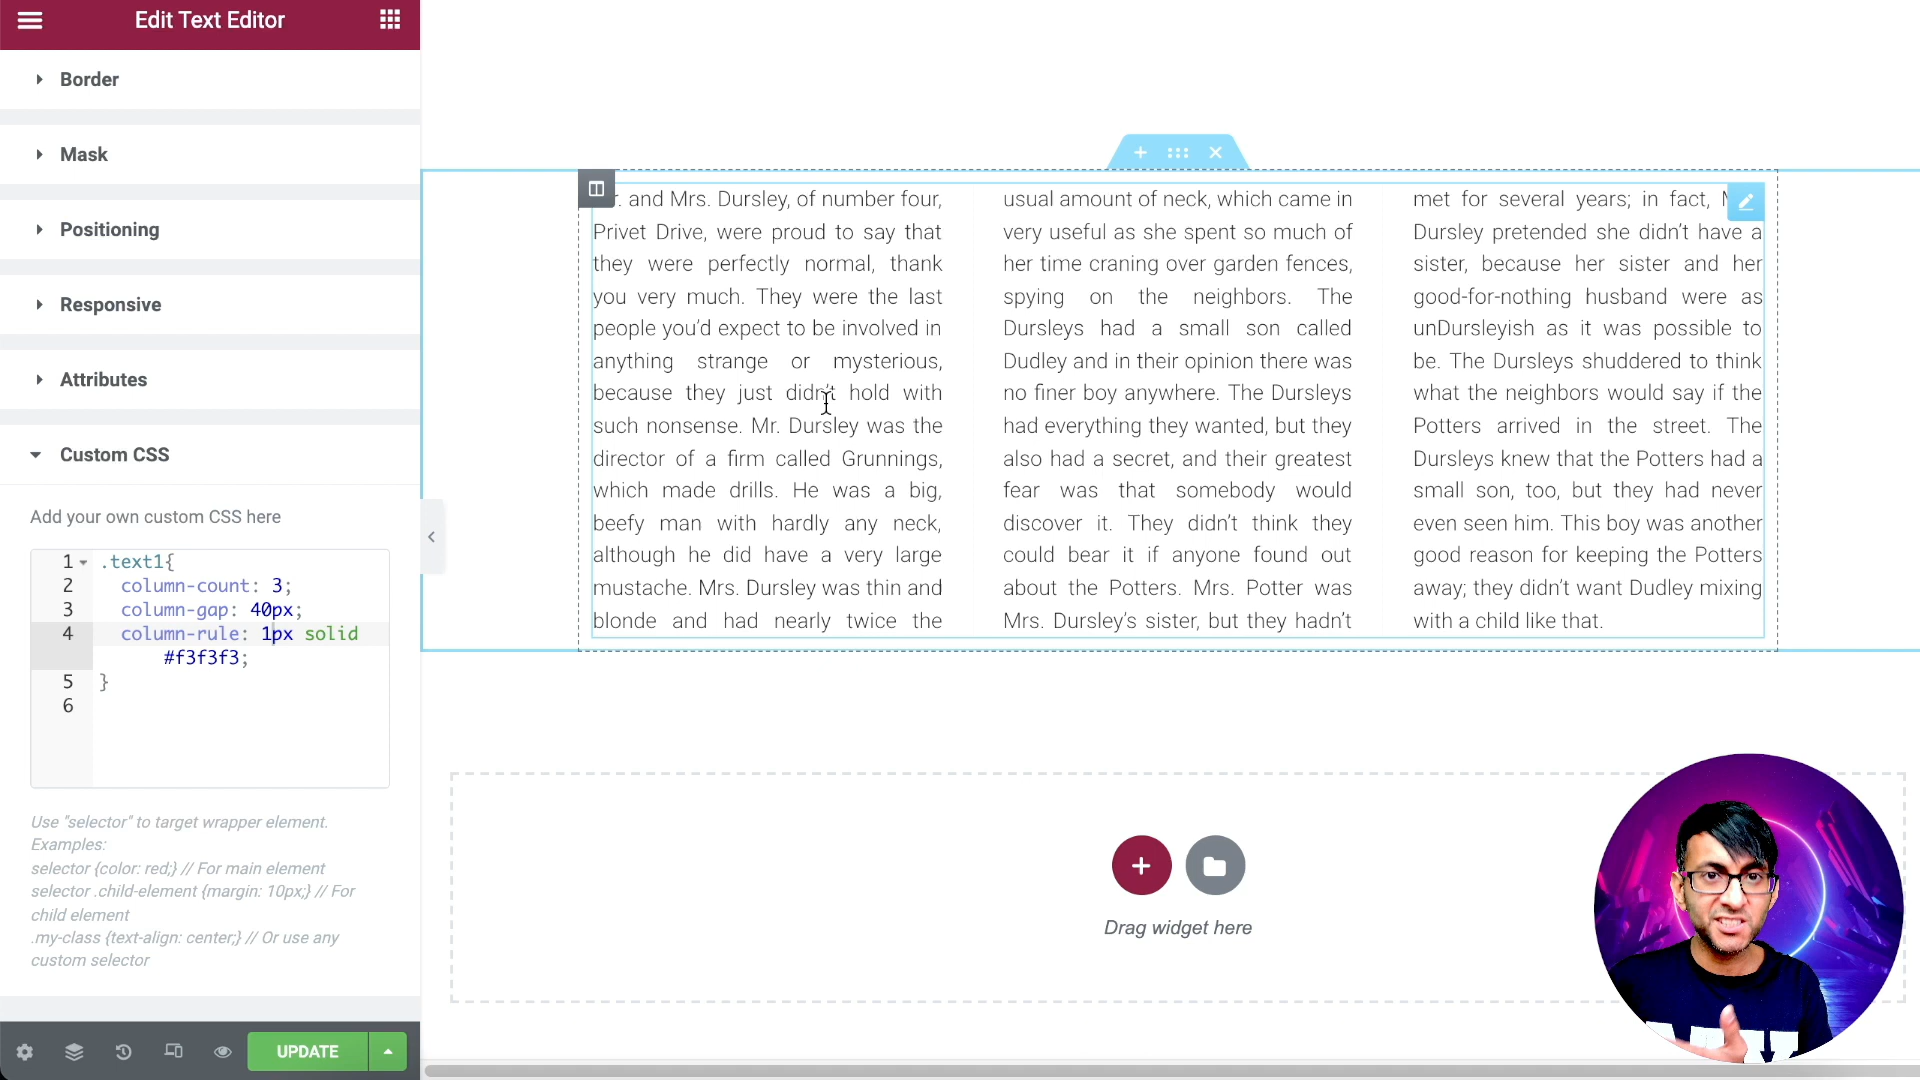 Edit Text Editor
Border
Mask
Positioning
Responsive
Attributes
Custom CSS
Add your own custom CSS here
1 .text1{
2 column-count: 3;
3 column-gap: 40px;
4 column-rule: 1px solid
#f3f3f3;
5 }
6
Use "selector" to target wrapper element.
Examples:
selector {color: red;} // For main element
selector .child-element {margin: 10px;} // For
child element
.my-class {text-align: center;} // Or use any
custom selector
UPDATE
r. and Mrs. Dursley, of number four,
Privet Drive, were proud to say that
they were perfectly normal, thank
you very much. They were the last
people you'd expect to be involved in
anything strange or mysterious,
because they just didn't hold with
such nonsense. Mr. Dursley was the
director of a firm called Grunnings,
which made drills. He was a big,
beefy man with hardly any neck,
although he did have a very large
mustache. Mrs. Dursley was thin and
blonde and had nearly twice the
usual amount of neck, which came in
very useful as she spent so much of
her time craning over garden fences,
spying on the neighbors. The
Dursleys had a small son called
Dudley and in their opinion there was
no finer boy anywhere. The Dursleys
had everything they wanted, but they
also had a secret, and their greatest
fear was that somebody would
discover it. They didn't think they
could bear it if anyone found out
about the Potters. Mrs. Potter was
Mrs. Dursley's sister, but they hadn't
met for several years; in fact,
Dursley pretended she didn't have a
sister, because her sister and her
good-for-nothing husband were as
unDursleyish as it was possible to
be. The Dursleys shuddered to think
what the neighbors would say if the
Potters arrived in the street. The
Dursleys knew that the Potters had a
small son, too, but they had never
even seen him. This boy was another
good reason for keeping the Potters
away; they didn't want Dudley mixing
with a child like that.
Drag widget here